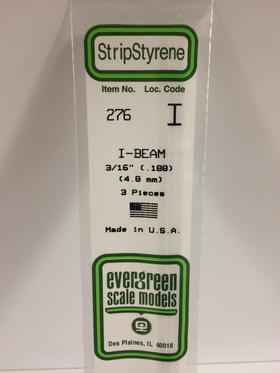 StripStyrene
Item No. Loc. Code
276 I
I-BEAM
3/16" (.188)
(4.8 mm)
3 Pieces
Made in U.S.A.
evergreen
scale models
Des Plaines, IL 60018